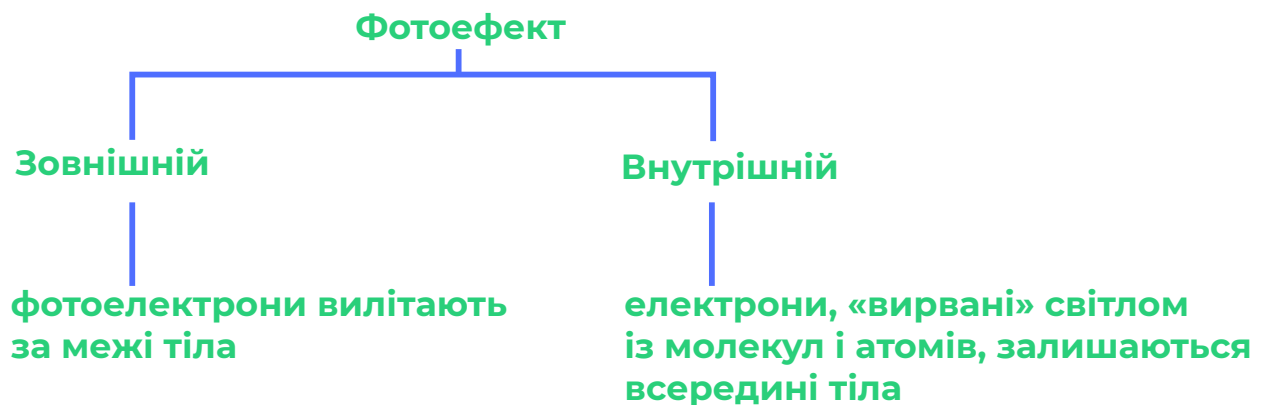 Фотоефект
Зовнішній
Внутрішній
фотоелектрони вилітають
за межі тіла
електрони, «вирвані» світлом
із молекул і атомів, залишаються
всередині тіла